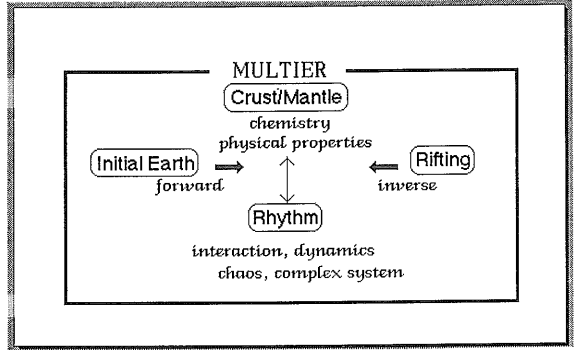 MULTIER
Crust/Mantle
chemistry
physical properties
Initial Earth
forward
Rifting
inverse
Rhythm
interaction, dynamics
chaos, complex system